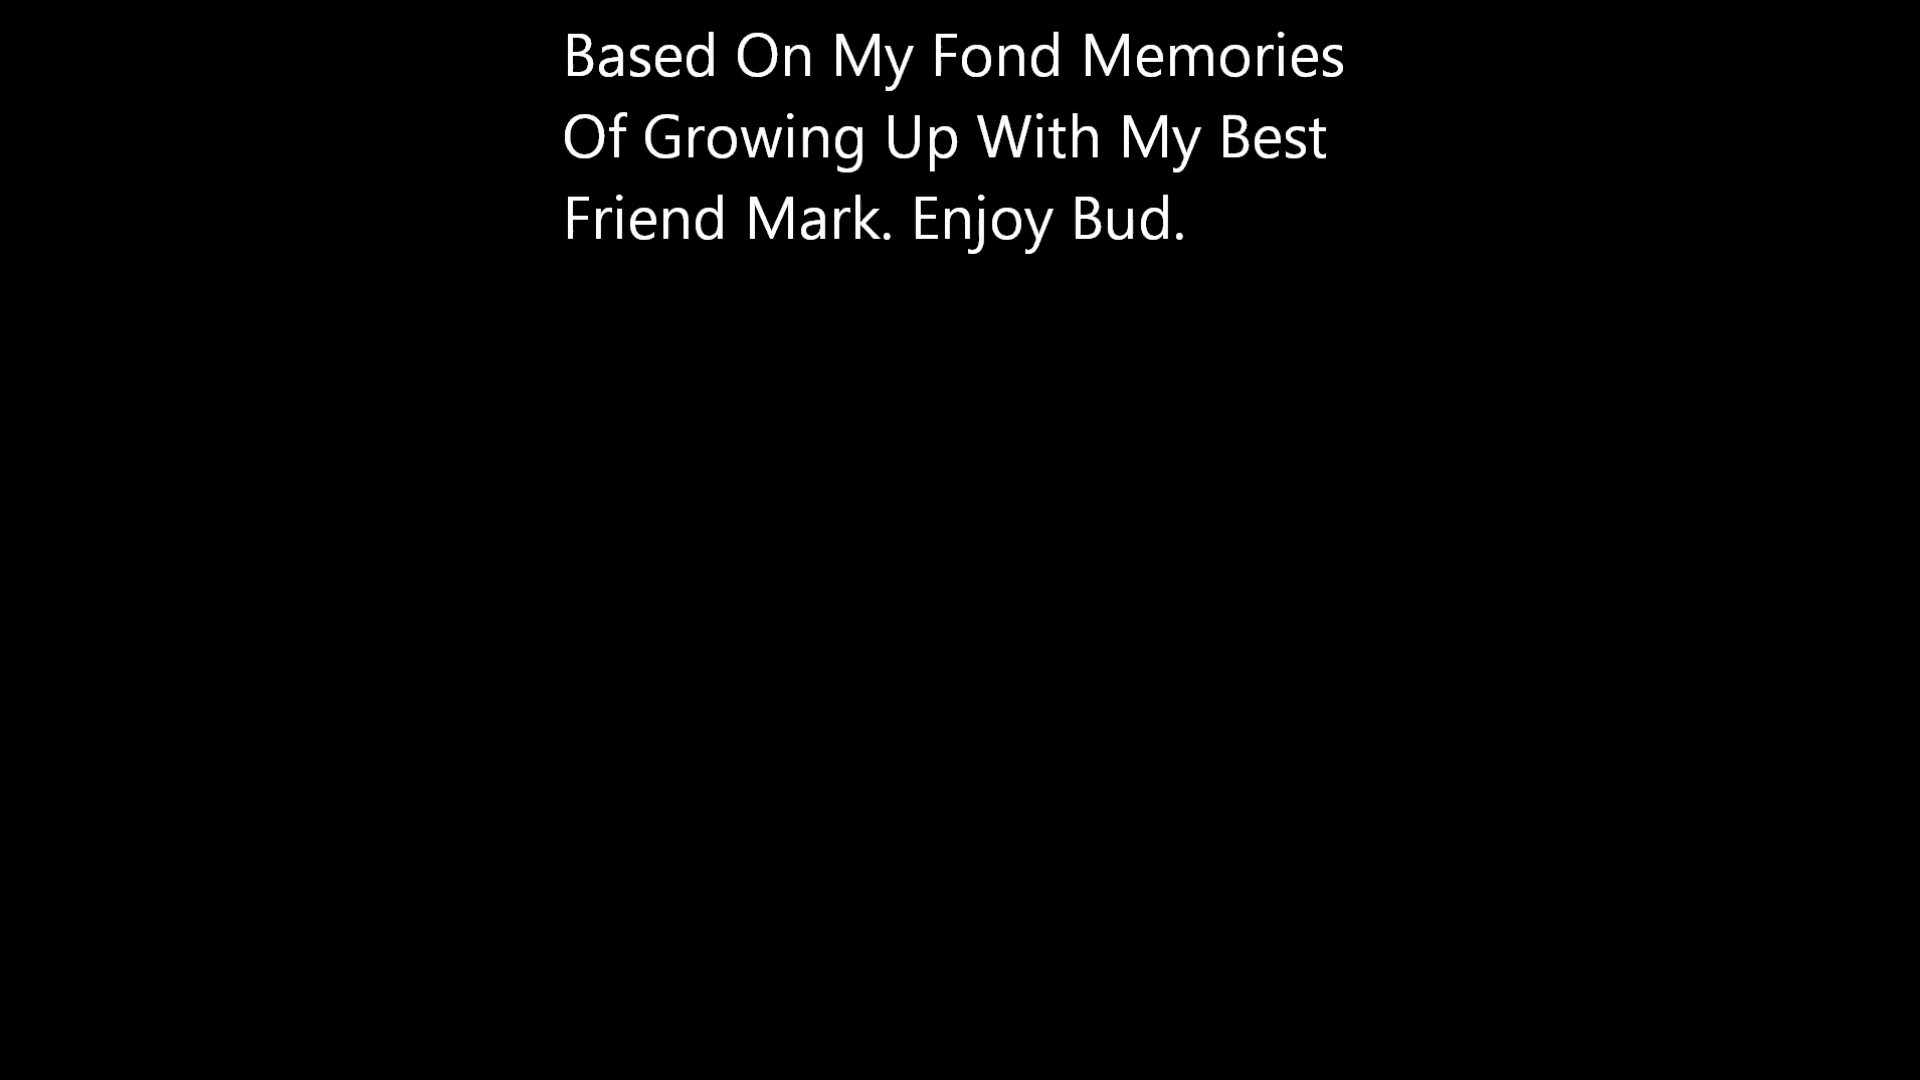 Based On My Fond Memories
Of Growing Up With My Best
Friend Mark. Enjoy Bud.